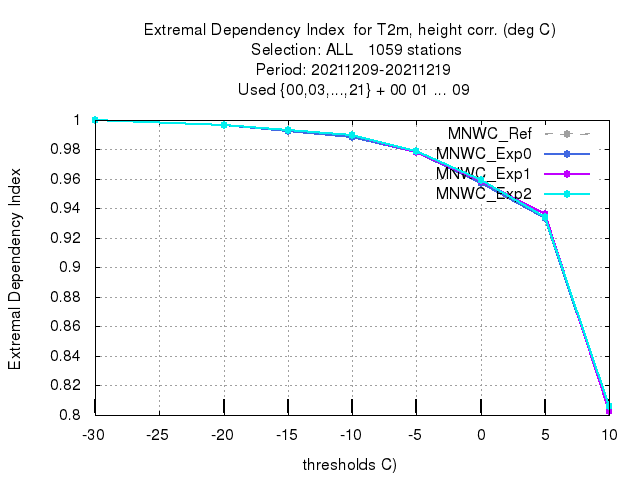 Extremal Dependency Index  for T2m, height corr. (deg C)
Selection: ALL   1059 stations
Period: 20211209-20211219
Used {00,03,...,21} + 00 01 ... 09
MNWC_Ref
MNWC_Exp0
MNWC_Exp1
MNWC_Exp2
Extremal Dependency Index
1
0.98
0.96
0.94
0.92
0.9
0.88
0.86
0.84
0.82
0.8
-30 -25 -20 -15 -10 -5 0 5 10
thresholds C)